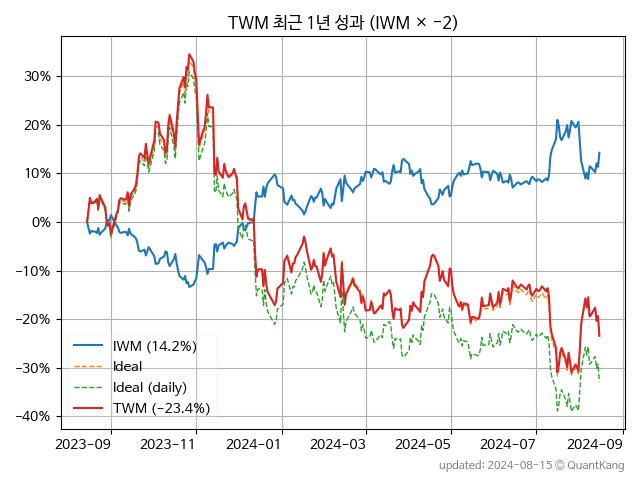 TWM 최근 1년 성과 (IWM × −2)
30%
20%
10%
0%
−10%
−20%
−30%
−40%
IWM (14.2%)
Ideal
Ideal (daily)
TWM (−23.4%)
2023-09
2023-11
2024-01
2024-03
2024-05
2024-07
2024-09
updated: 2024-08-15 © QuantKang